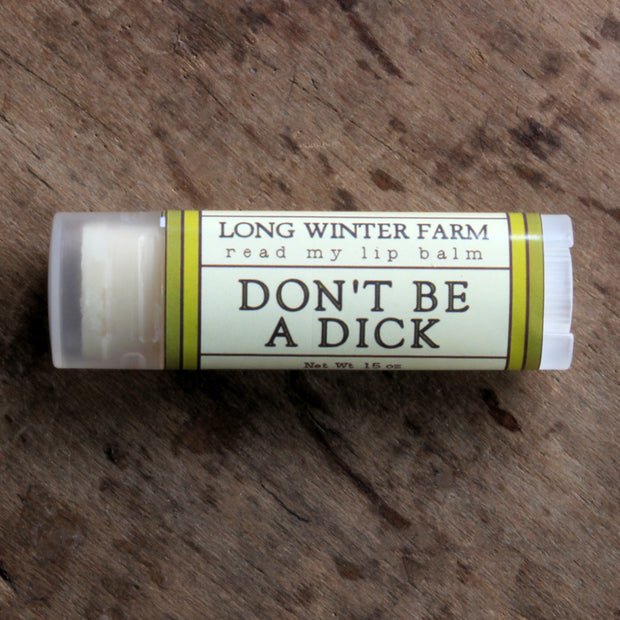 LONG WINTER FARM
read my lip balm
DON'T BE
A DICK
Net Wt .15 oz